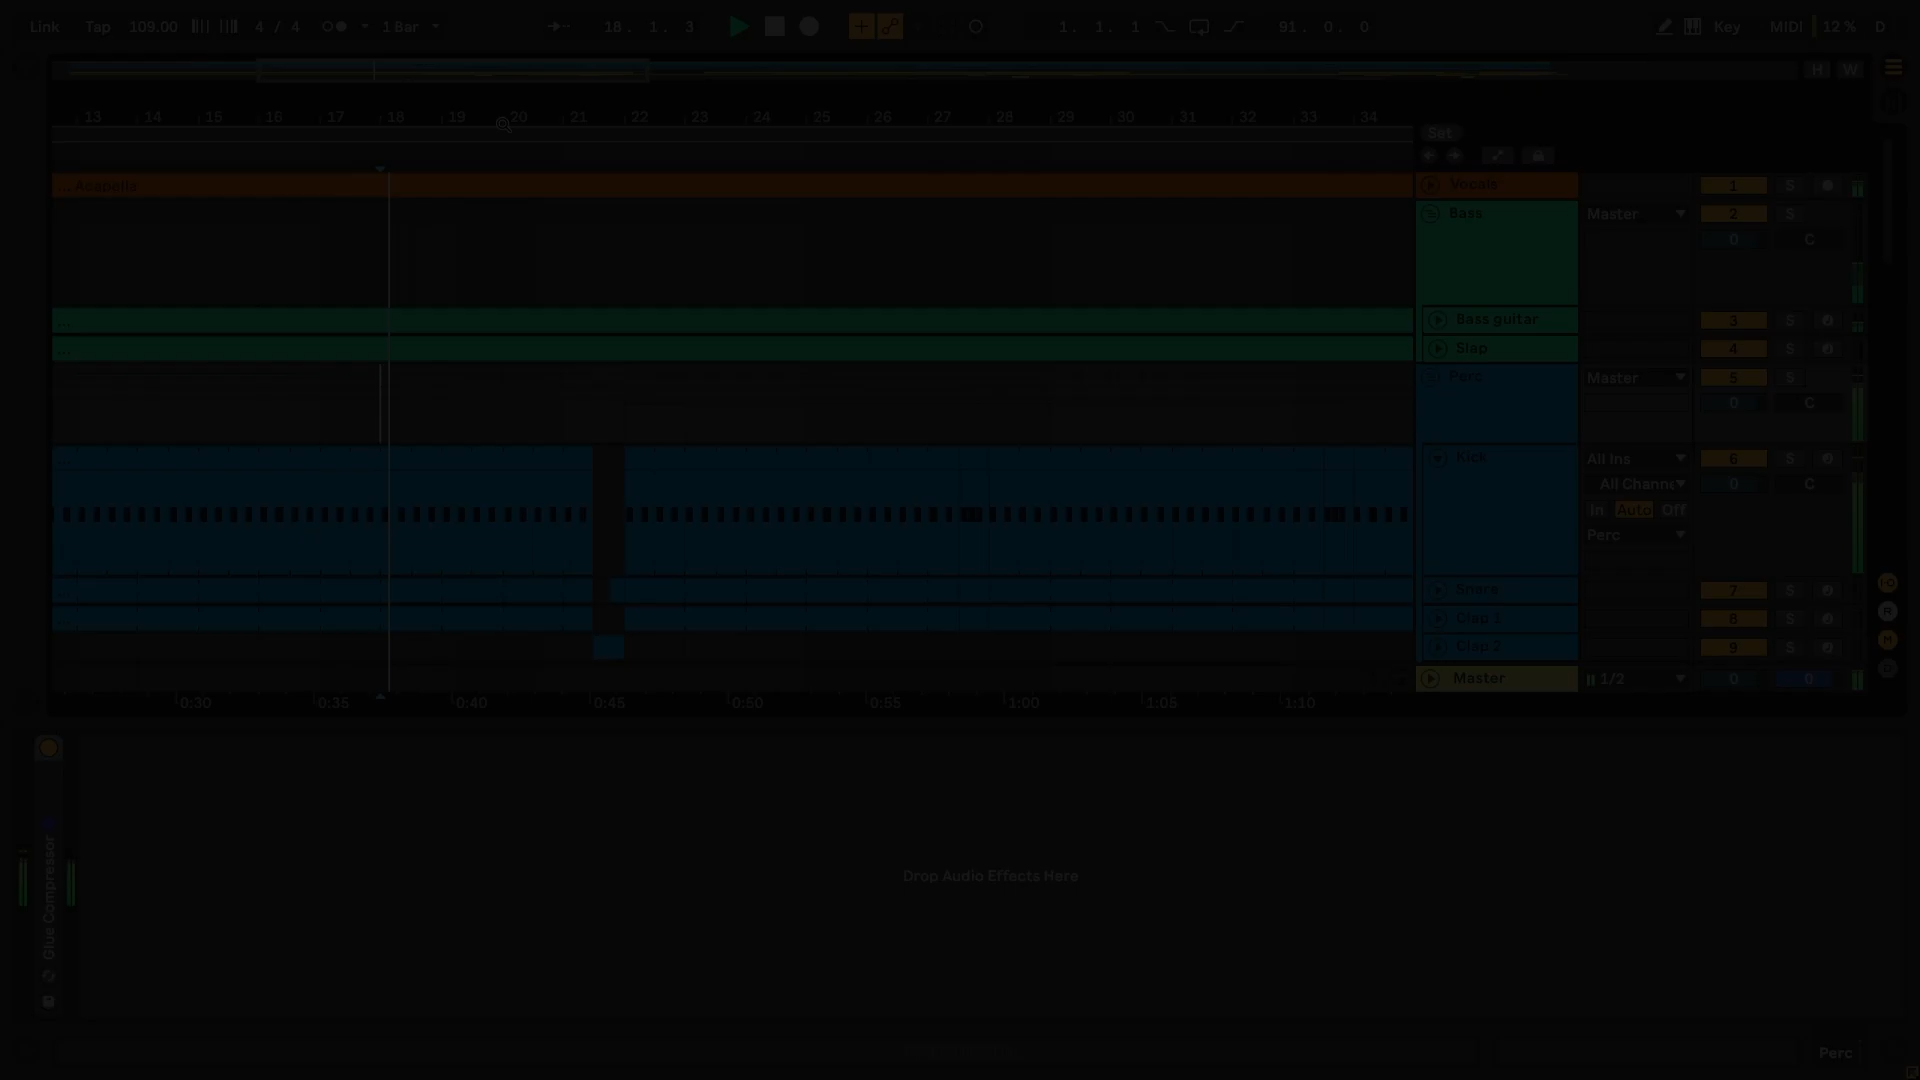 Link Tap 109.00 4 / 4 1 Bar 18. 1. 3 1. 1. 1 91. 0. 0 Key MIDI 12 % D
H W
13 14 15 16 17 18 19 20 21 22 23 24 25 26 27 28 29 30 31 32 33 34
Set
... Acapella Vocals 1 S
Bass Master 2 S
0 C
... Bass guitar 3 S
... Slap 4 S
Perc Master 5 S
0 C
Kick All Ins 6 S
All Channe 0 C
In Auto Off
Perc
Snare 7 S
Clap 1 8 S
Clap 2 9 S
Master 1/2 0 0
I·O
R
M
D
0:30 0:35 0:40 0:45 0:50 0:55 1:00 1:05 1:10
Glue Compressor
Drop Audio Effects Here
Perc